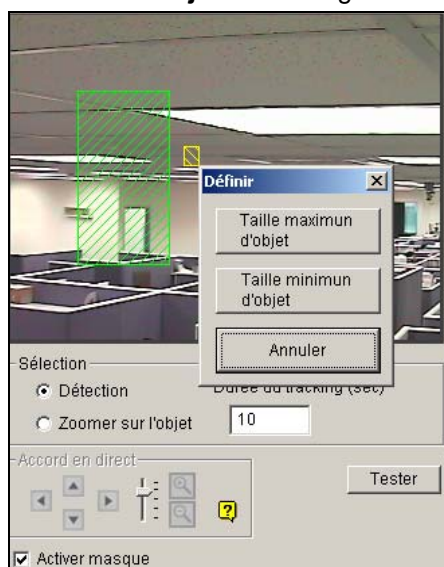 Définir
Taille maximun
d'objet
Taille minimun
d'objet
Annuler
Sélection
Détection
Durée du tracking (sec)
Zoomer sur l'objet
10
Accord en direct
?
Tester
Activer masque